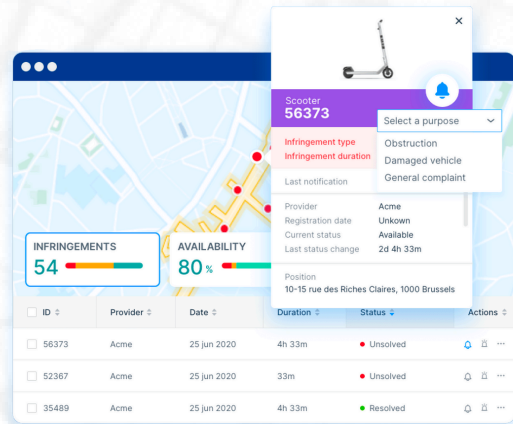 ×
Scooter
56373
Select a purpose
Obstruction
Damaged vehicle
General complaint
Infringement type
Infringement duration
Last notification
Provider Acme
Registration date Unkown
Current status Available
Last status change 2d 4h 33m
Position
10-15 rue des Riches Claires, 1000 Brussels
INFRINGEMENTS
54
AVAILABILITY
80 %
ID Provider Date Duration Status Actions
56373 Acme 25 jun 2020 4h 33m Unsolved
52367 Acme 25 jun 2020 33m Unsolved
35489 Acme 25 jun 2020 4h 33m Resolved